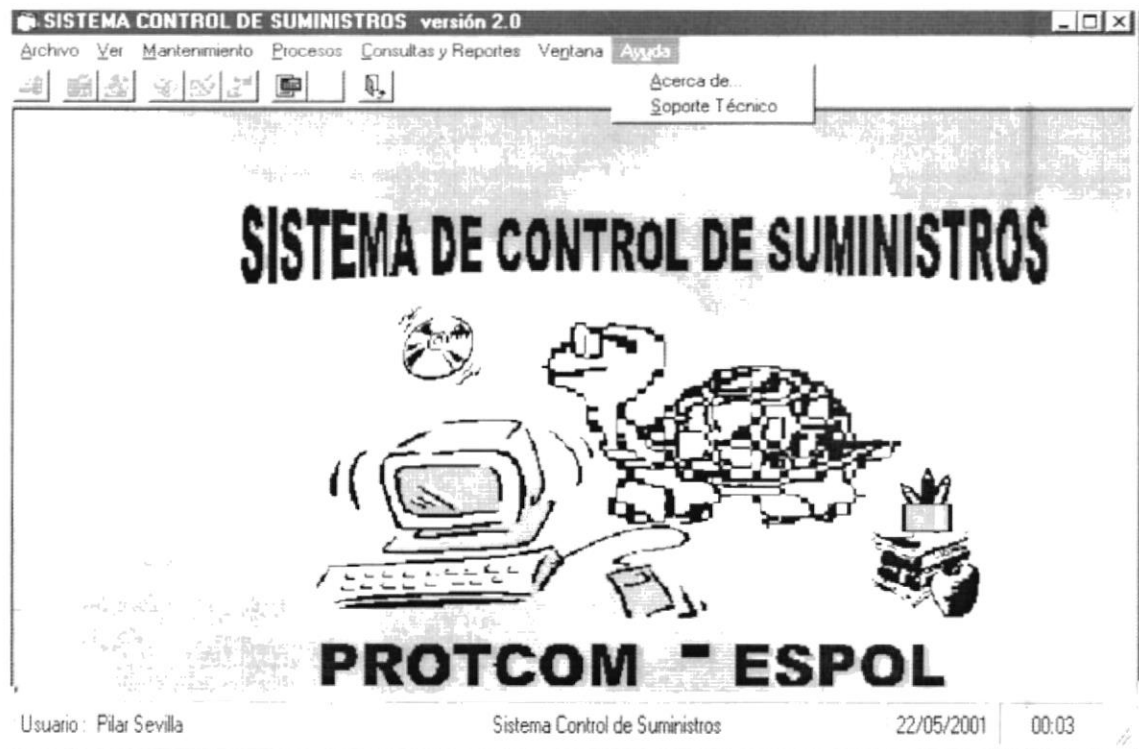 SISTEMA CONTROL DE SUMINISTROS versión 2.0
Archivo Ver Mantenimiento Procesos Consultas y Reportes Ventana Ayuda
Acerca de...
Soporte Técnico
SISTEMA DE CONTROL DE SUMINISTROS
PROTCOM - ESPOL
Usuario : Pilar Sevilla Sistema Control de Suministros 22/05/2001 00:03